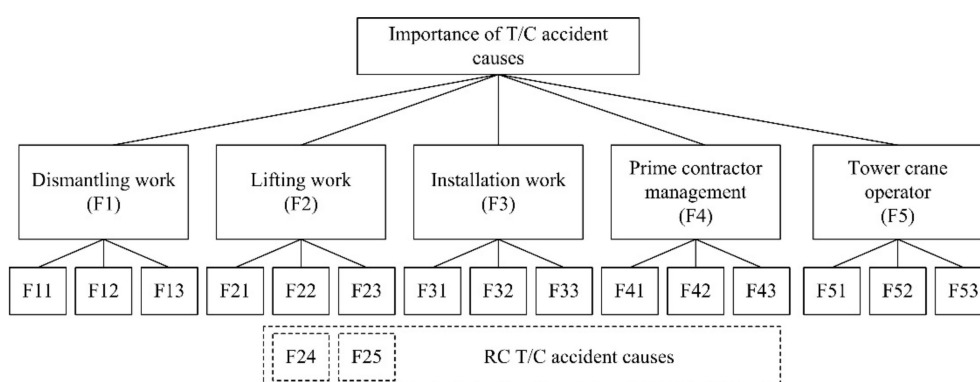 Importance of T/C accident
causes
Dismantling work
(F1)
Lifting work
(F2)
Installation work
(F3)
Prime contractor
management
(F4)
Tower crane
operator
(F5)
F11 F12 F13 F21 F22 F23 F31 F32 F33 F41 F42 F43 F51 F52 F53
F24 F25 RC T/C accident causes